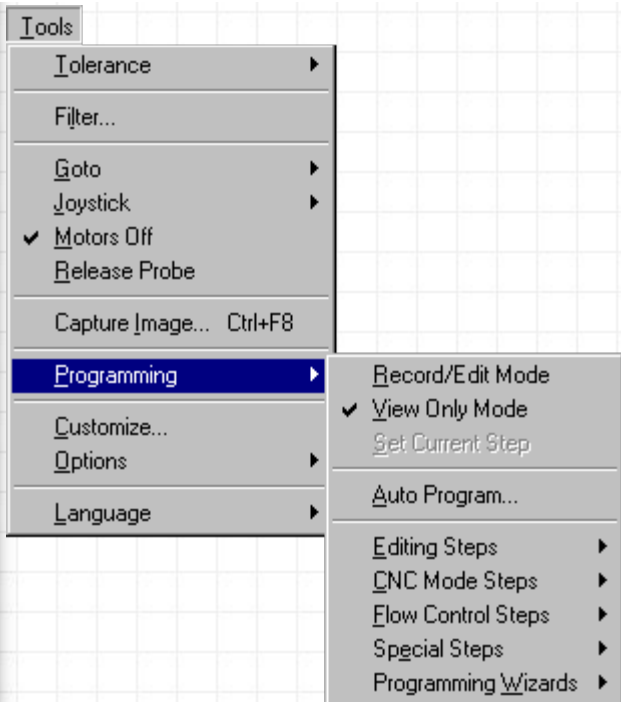 Tools
Tolerance
Filter...
Goto
Joystick
Motors Off
Release Probe
Capture Image... Ctrl+F8
Programming
Customize...
Options
Language
Record/Edit Mode
View Only Mode
Set Current Step
Auto Program...
Editing Steps
CNC Mode Steps
Flow Control Steps
Special Steps
Programming Wizards